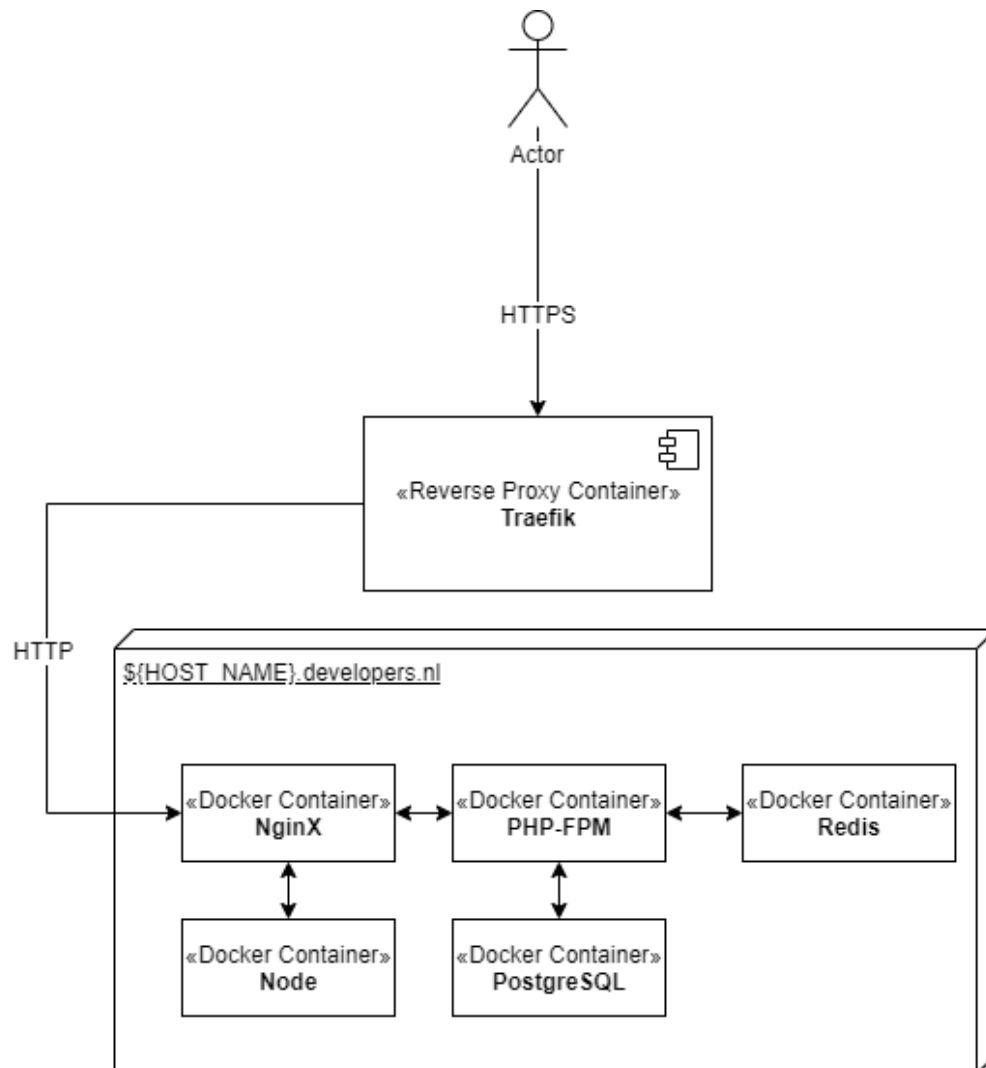 Actor
HTTPS
«Reverse Proxy Container»
Traefik
HTTP
${HOST_NAME}.developers.nl
«Docker Container»
NginX
«Docker Container»
PHP-FPM
«Docker Container»
Redis
«Docker Container»
Node
«Docker Container»
PostgreSQL